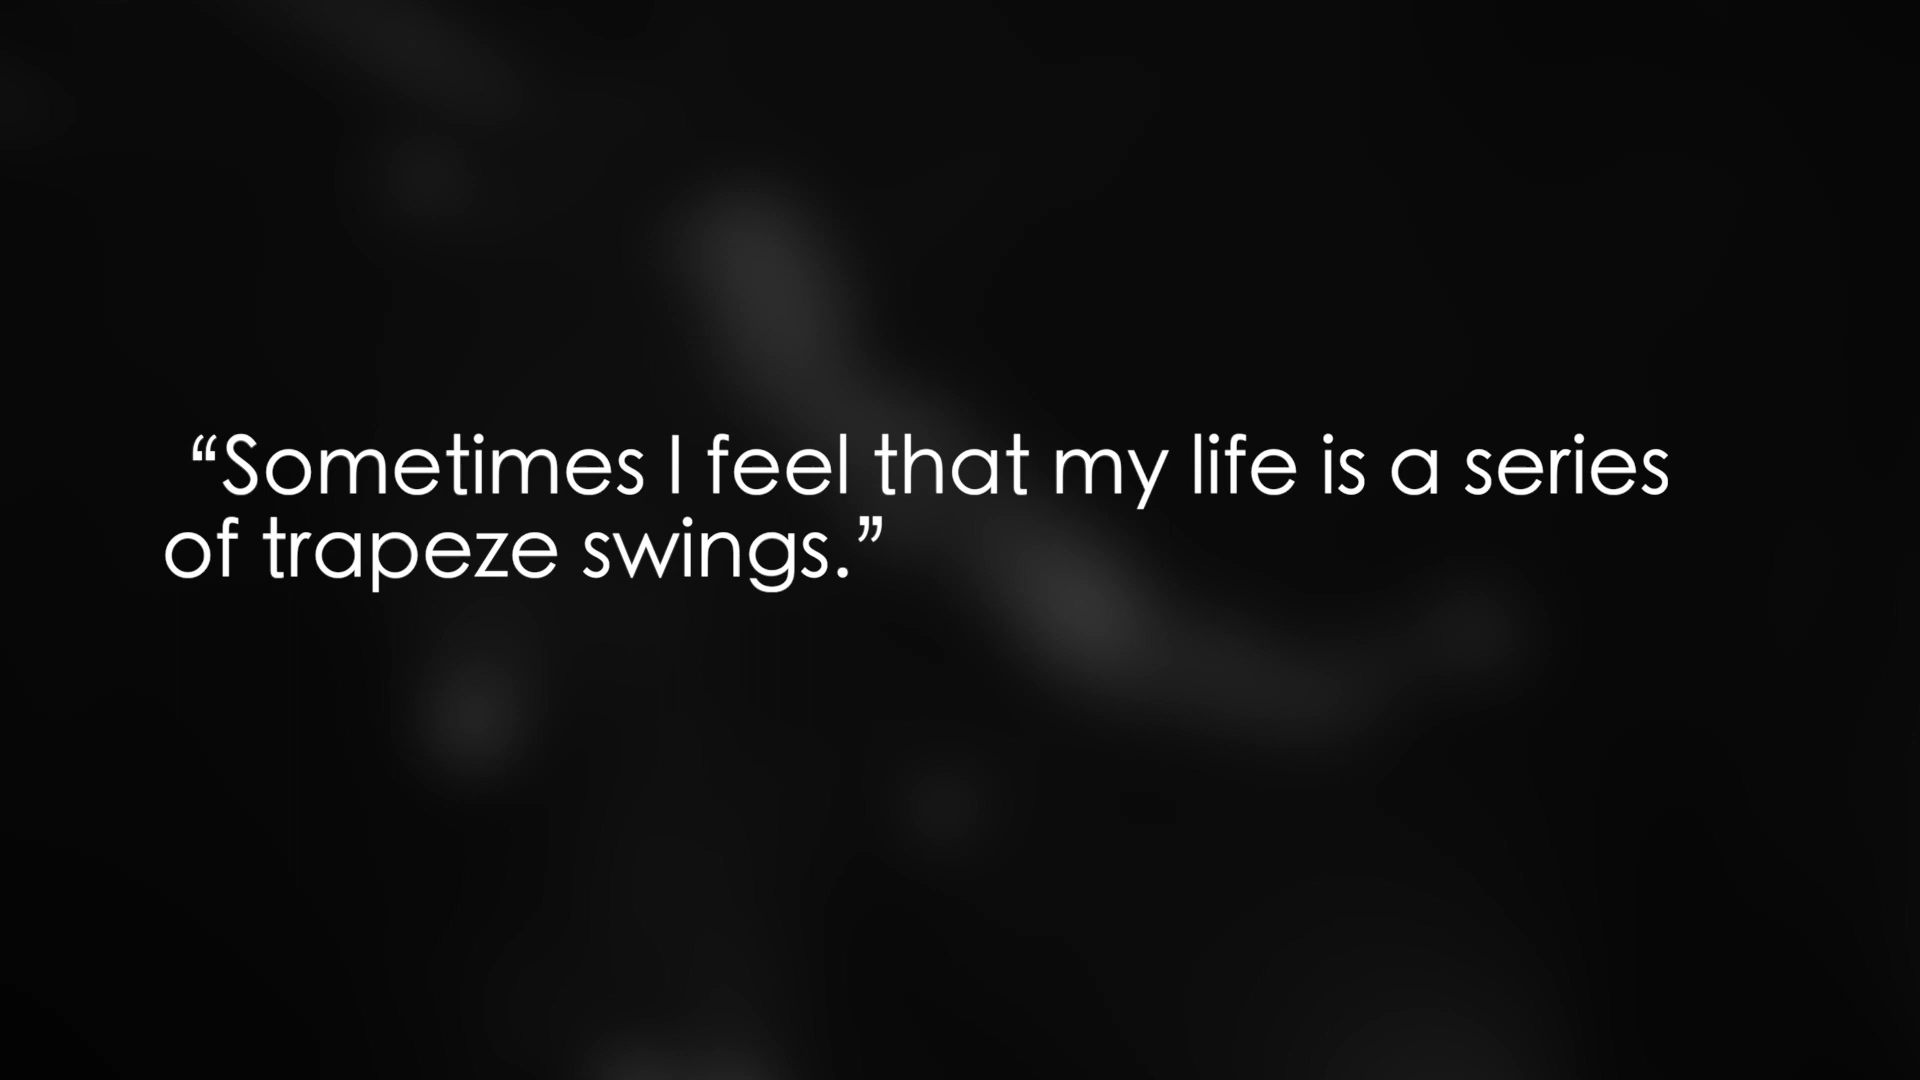 “Sometimes I feel that my life is a series
of trapeze swings.”